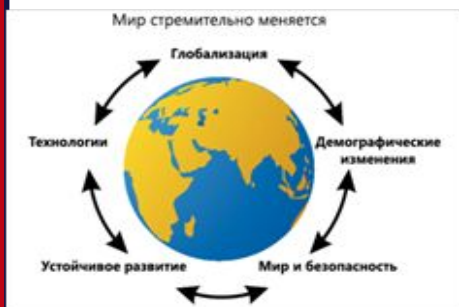 Мир стремительно меняется
Глобализация
Технологии
Демографические
изменения
Устойчивое развитие
Мир и безопасность